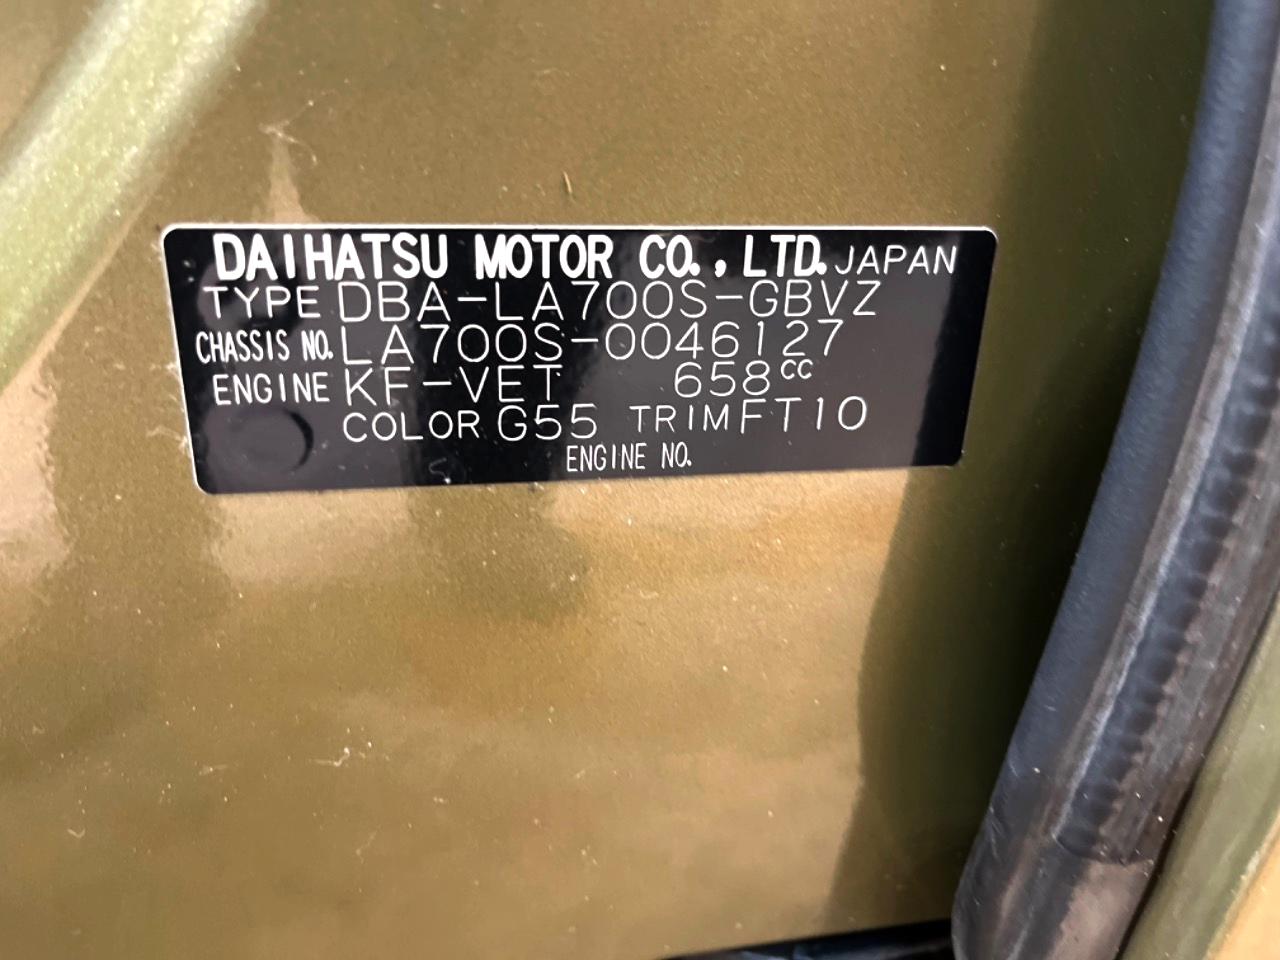 DAIHATSU MOTOR CO., LTD. JAPAN
TYPE DBA-LA700S-GBVZ
CHASSIS NO. LA700S-0046127
ENGINE KF-VET 658CC
COLOR G55 TRIM FT10
ENGINE NO.